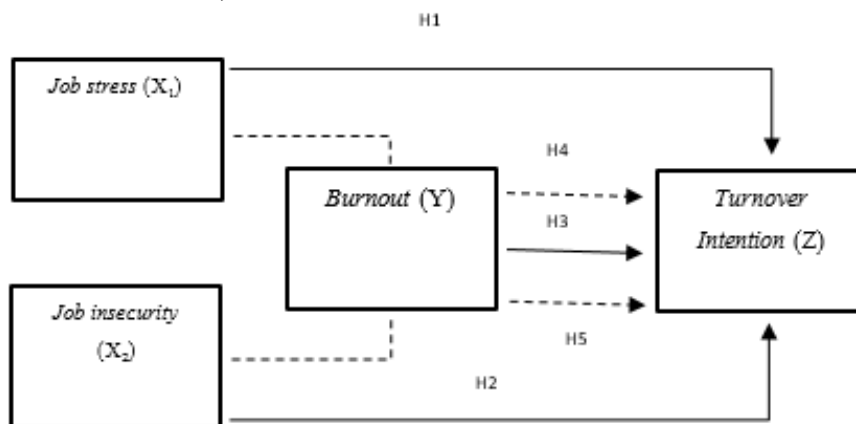 H1
Job stress (X₁)
H4
Burnout (Y)
Turnover
H3
Intention (Z)
Job insecurity
(X₂)
H5
H2